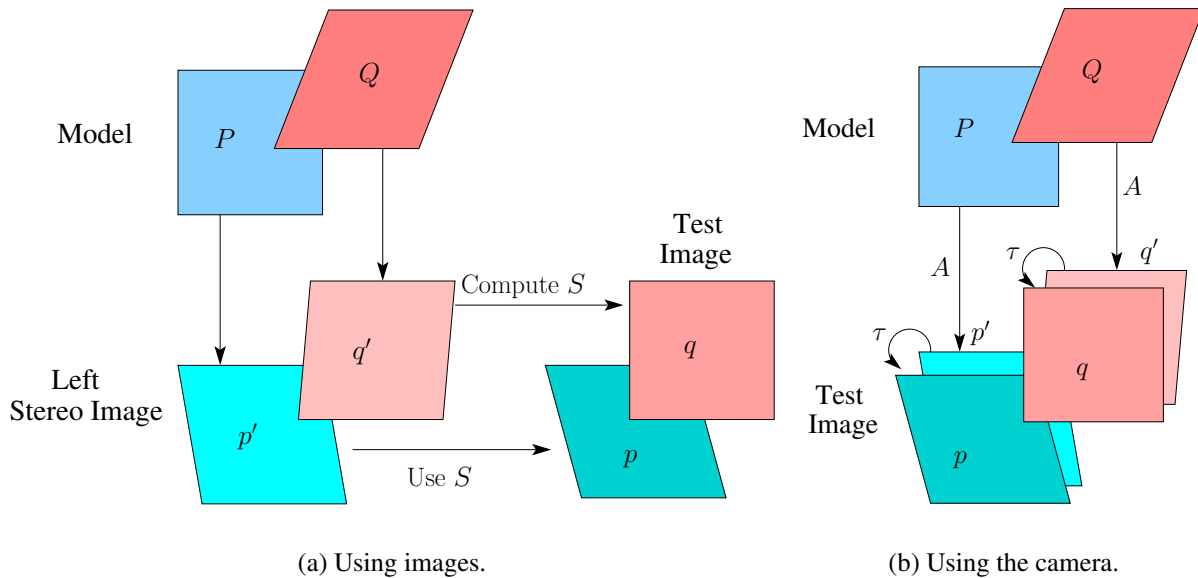 Model
P
Q
Left
Stereo Image
p′
q′
Compute S
Use S
Test
Image
q
p
(a) Using images.
Model
P
Q
A
A
τ
τ
q′
p′
Test
Image
q
p
(b) Using the camera.